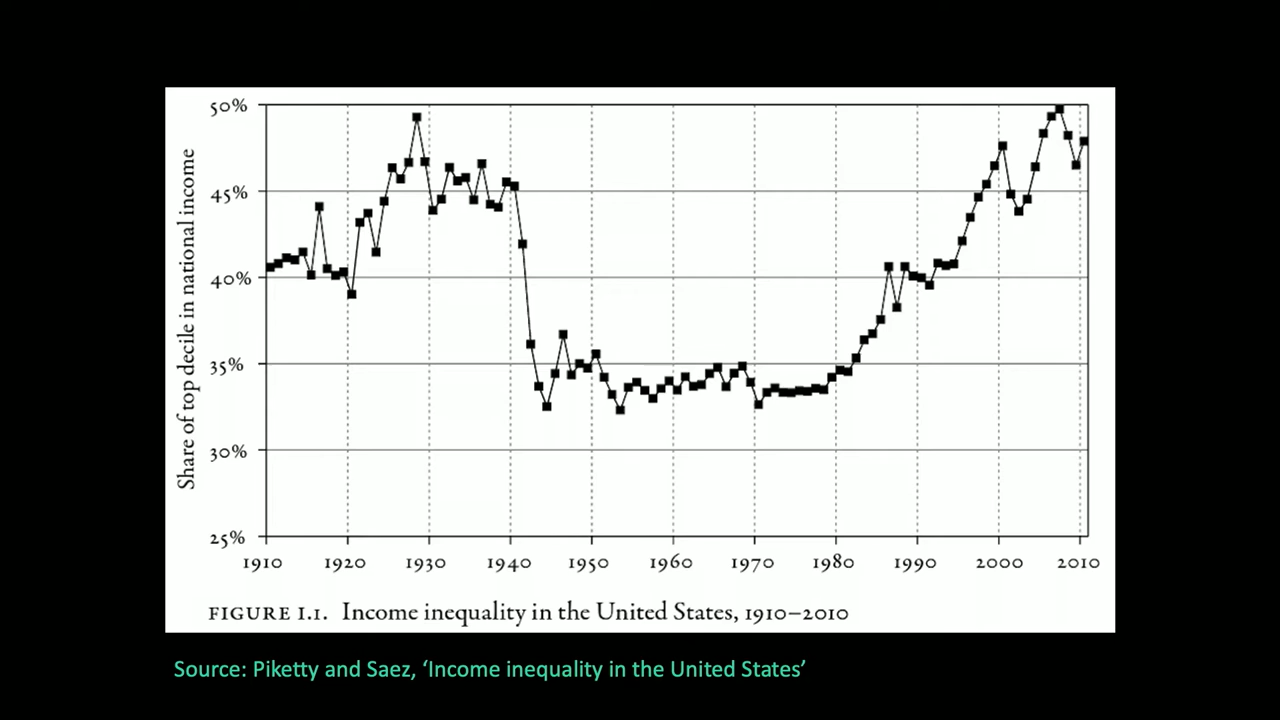 Share of top decile in national income
50%
45%
40%
35%
30%
25%
1910 1920 1930 1940 1950 1960 1970 1980 1990 2000 2010
FIGURE I.1. Income inequality in the United States, 1910–2010
Source: Piketty and Saez, ‘Income inequality in the United States’